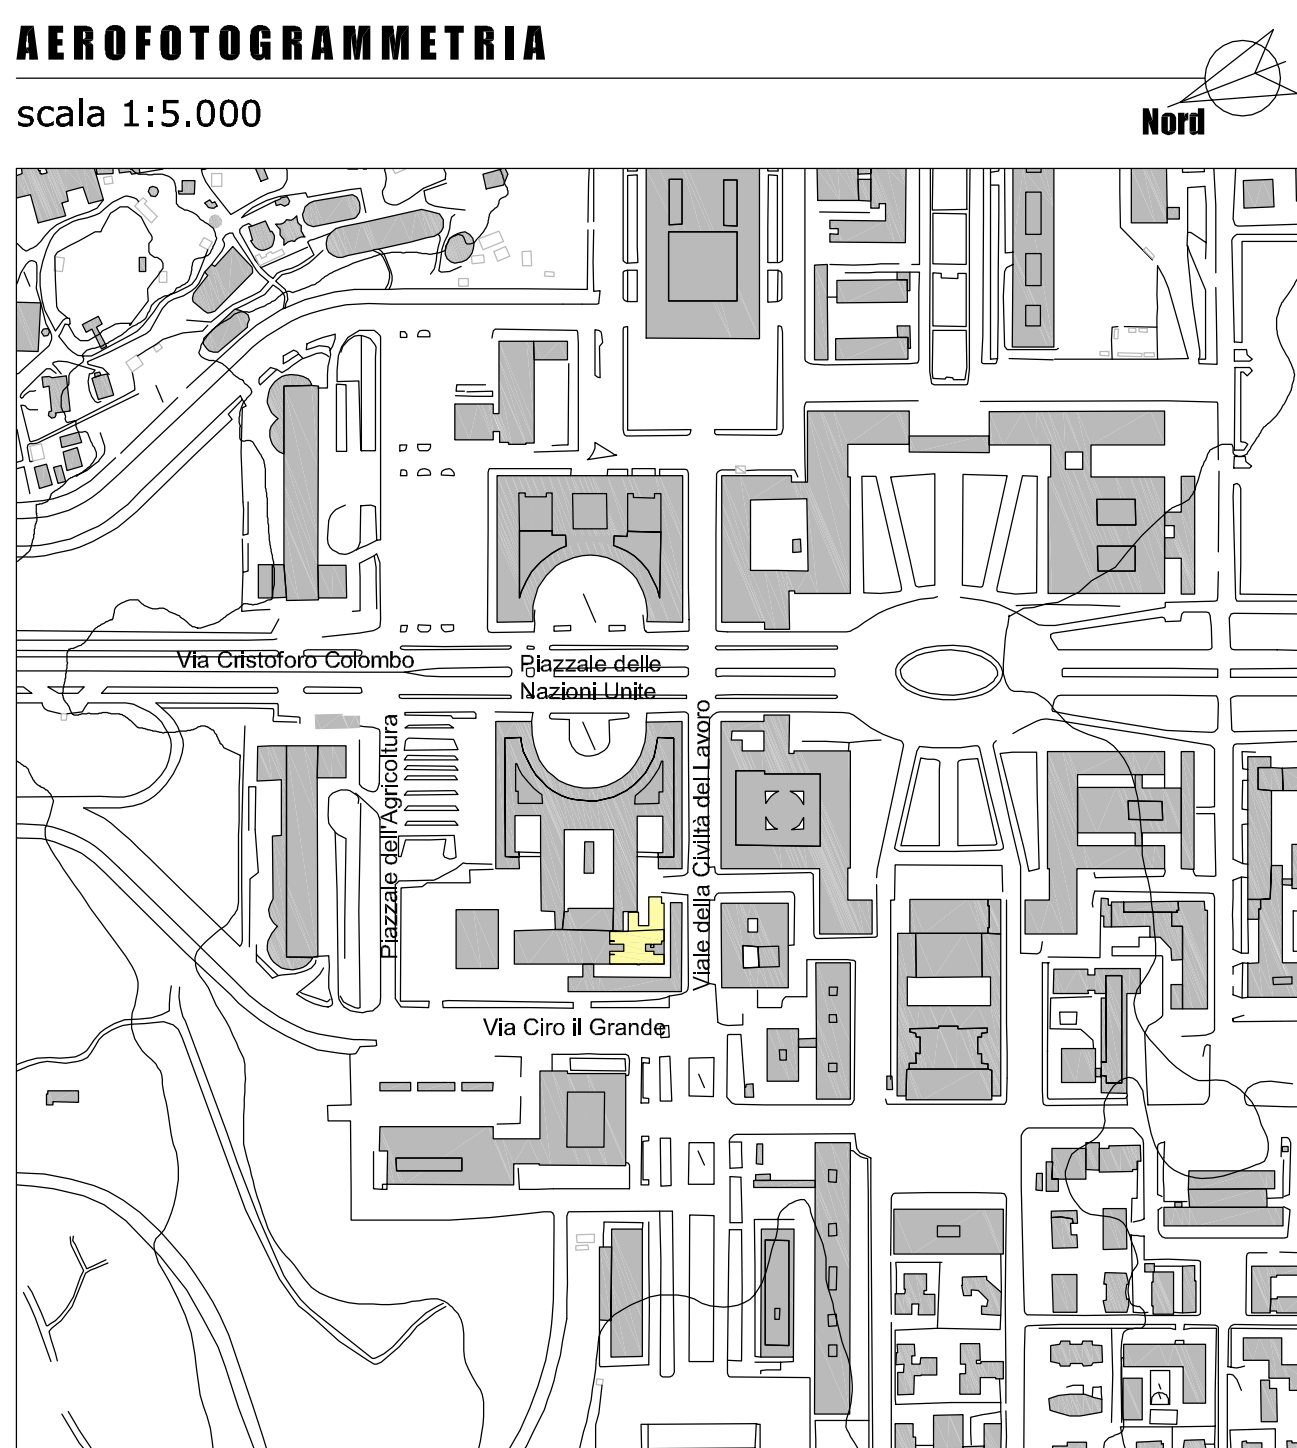 AEROFOTOGRAMMETRIA
scala 1:5.000
Nord
Via Cristoforo Colombo
Piazzale delle
Nazioni Unite
Piazzale dell'Agricoltura
Viale della Civiltà del Lavoro
Via Ciro il Grande